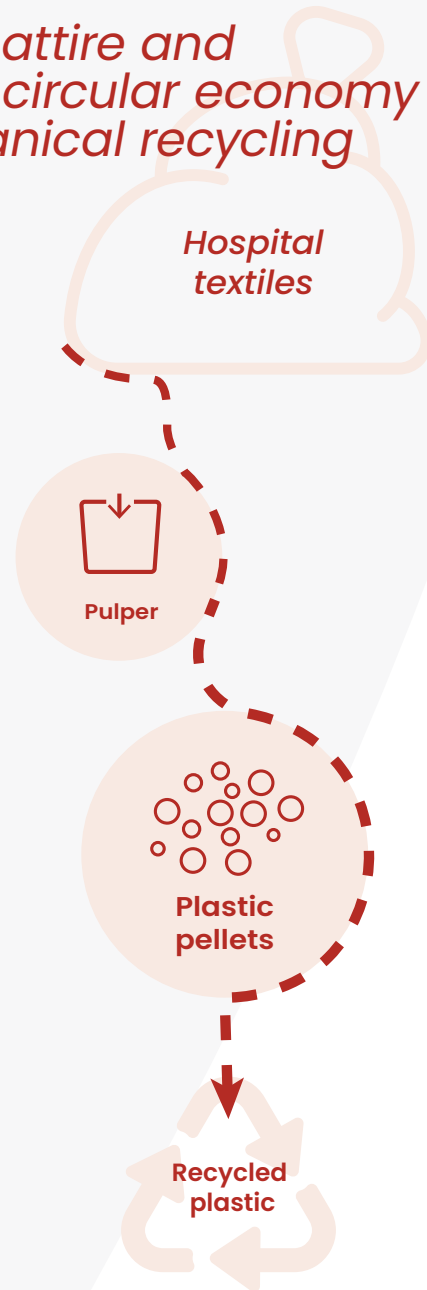 attire and
circular economy
anical recycling
Hospital
textiles
Pulper
Plastic
pellets
Recycled
plastic